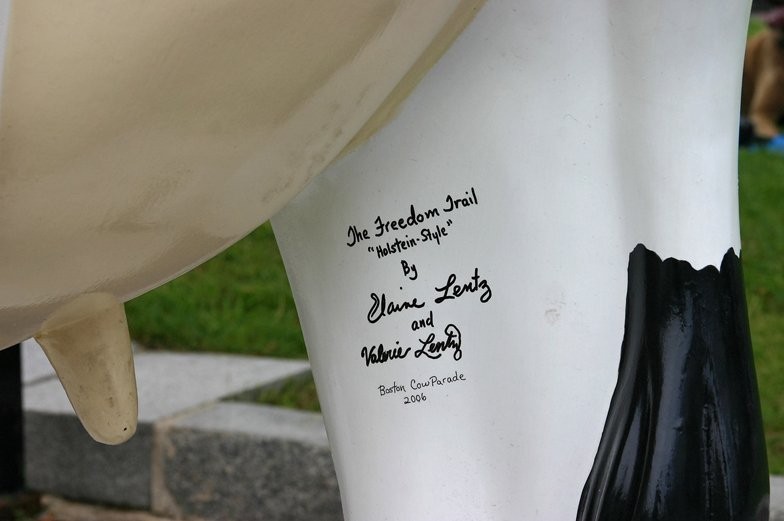 The Freedom Trail
"Holstein-Style"
By
Elaine Lentz
and
Valerie Lentz
Boston CowParade
2006